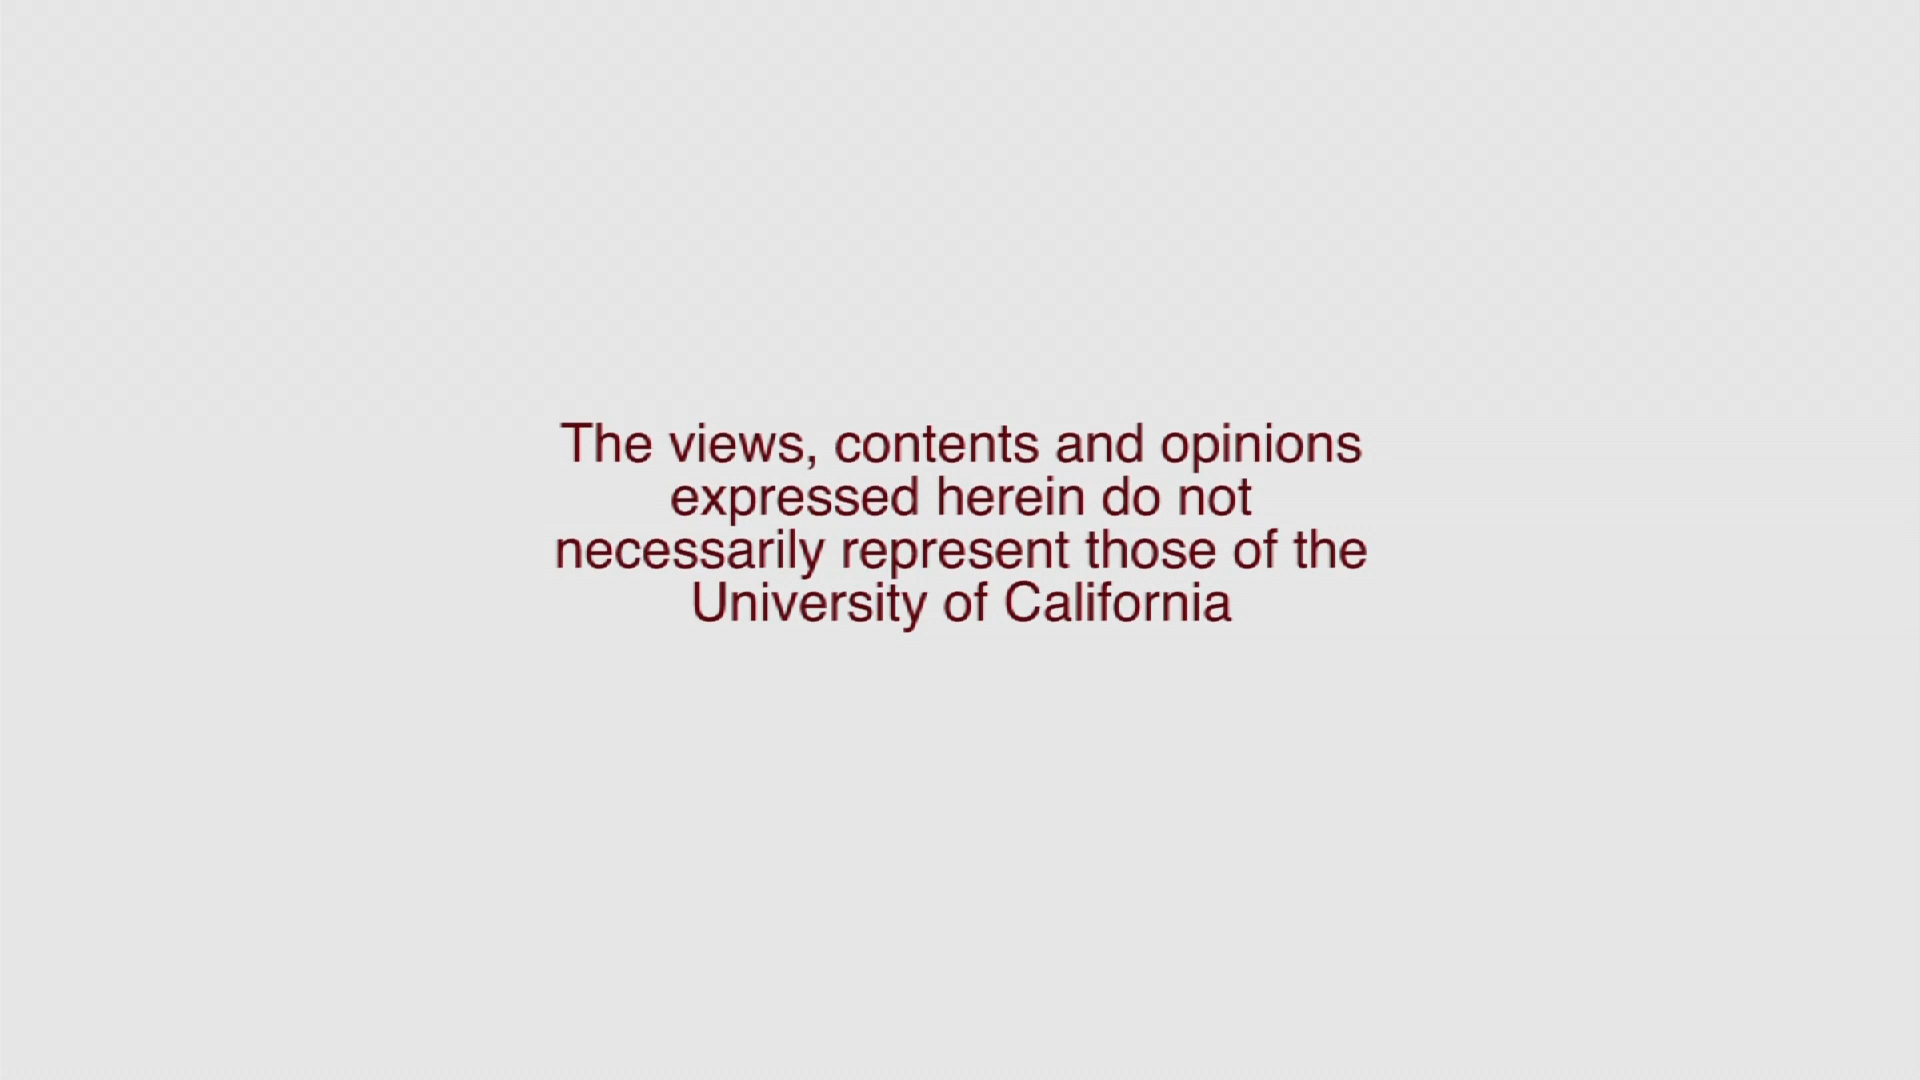 The views, contents and opinions
expressed herein do not
necessarily represent those of the
University of California